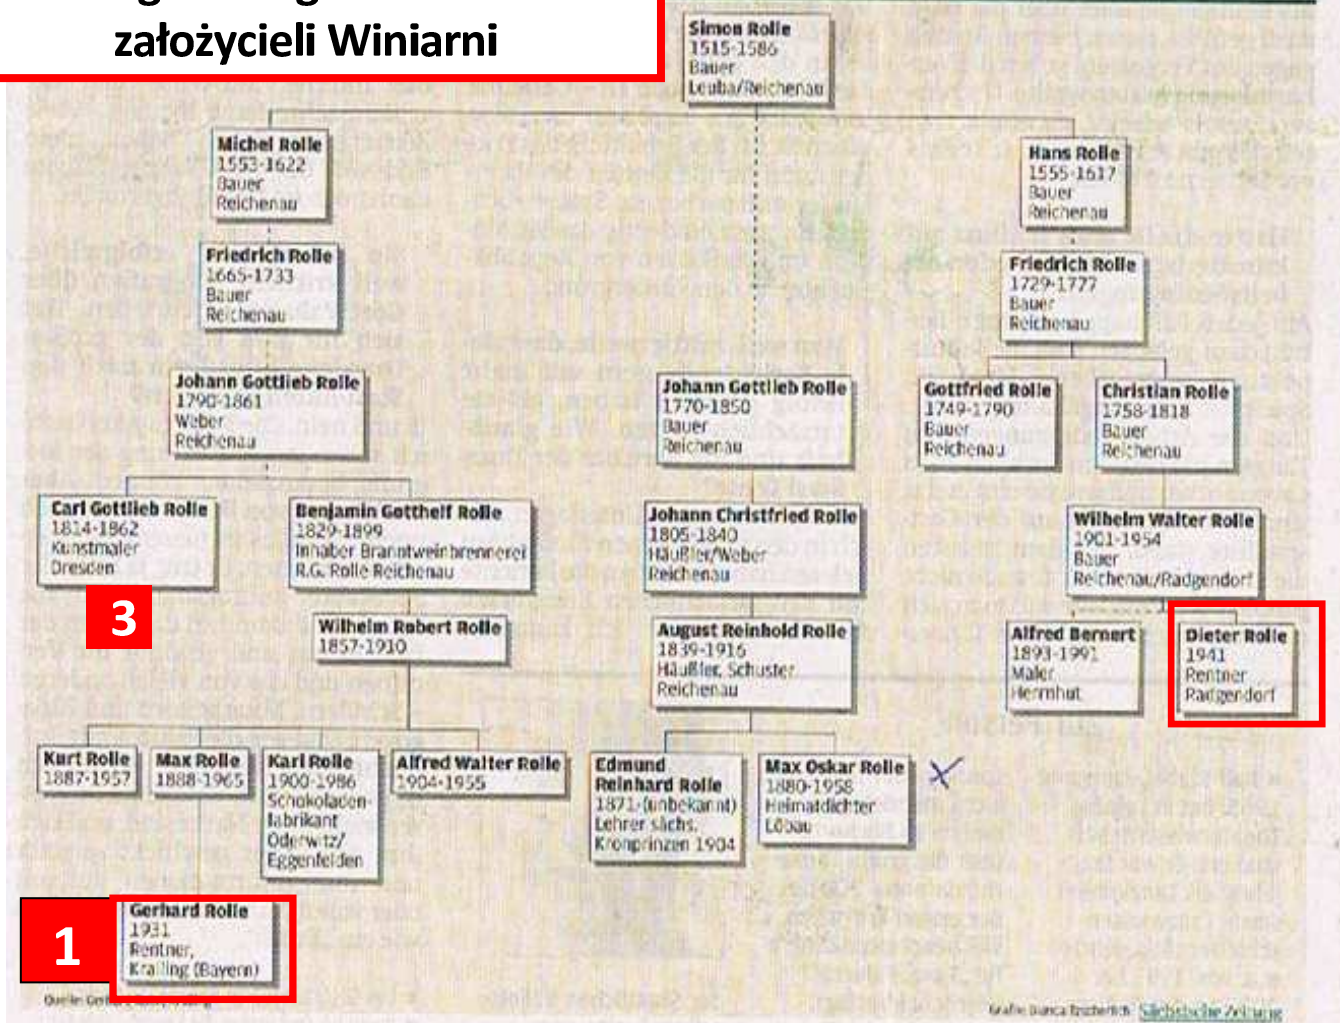 założycieli Winiarni
Simon Rolle
1515-1586
Bauer
Leuba/Reichenau
Michel Rolle
1553-1622
Bauer
Reichenau
Hans Rolle
1555-1617
Bauer
Reichenau
Friedrich Rolle
1665-1733
Bauer
Reichenau
Friedrich Rolle
1729-1777
Bauer
Reichenau
Johann Gottlieb Rolle
1790-1861
Weber
Reichenau
Johann Gottlieb Rolle
1770-1850
Bauer
Reichenau
Gottfried Rolle
1749-1790
Bauer
Reichenau
Christian Rolle
1758-1818
Bauer
Reichenau
Carl Gottlieb Rolle
1814-1862
Kunstmaler
Dresden
Benjamin Gotthelf Rolle
1829-1899
Inhaber Branntweinbrennerei
R.G. Rolle Reichenau
Johann Christfried Rolle
1805-1840
Häußler/Weber
Reichenau
Wilhelm Walter Rolle
1901-1954
Bauer
Reichenau/Radgendorf
3
Wilhelm Robert Rolle
1857-1910
August Reinhold Rolle
1839-1916
Häußler, Schuster
Reichenau
Alfred Bernert
1893-1991
Maler
Herrnhut
Dieter Rolle
1941
Rentner
Radgendorf
Kurt Rolle
1887-1957
Max Rolle
1888-1965
Karl Rolle
1900-1986
Schokoladen-
fabrikant
Oderwitz/
Eggenfelden
Alfred Walter Rolle
1904-1955
Edmund
Reinhard Rolle
1871-(unbekannt)
Lehrer sächs.
Kronprinzen 1904
Max Oskar Rolle
1880-1958
Heimatdichter
Löbau
1
Gerhard Rolle
1931
Rentner,
Krailing (Bayern)
Quelle:
Grafik: Bianca
Sächsische Zeitung